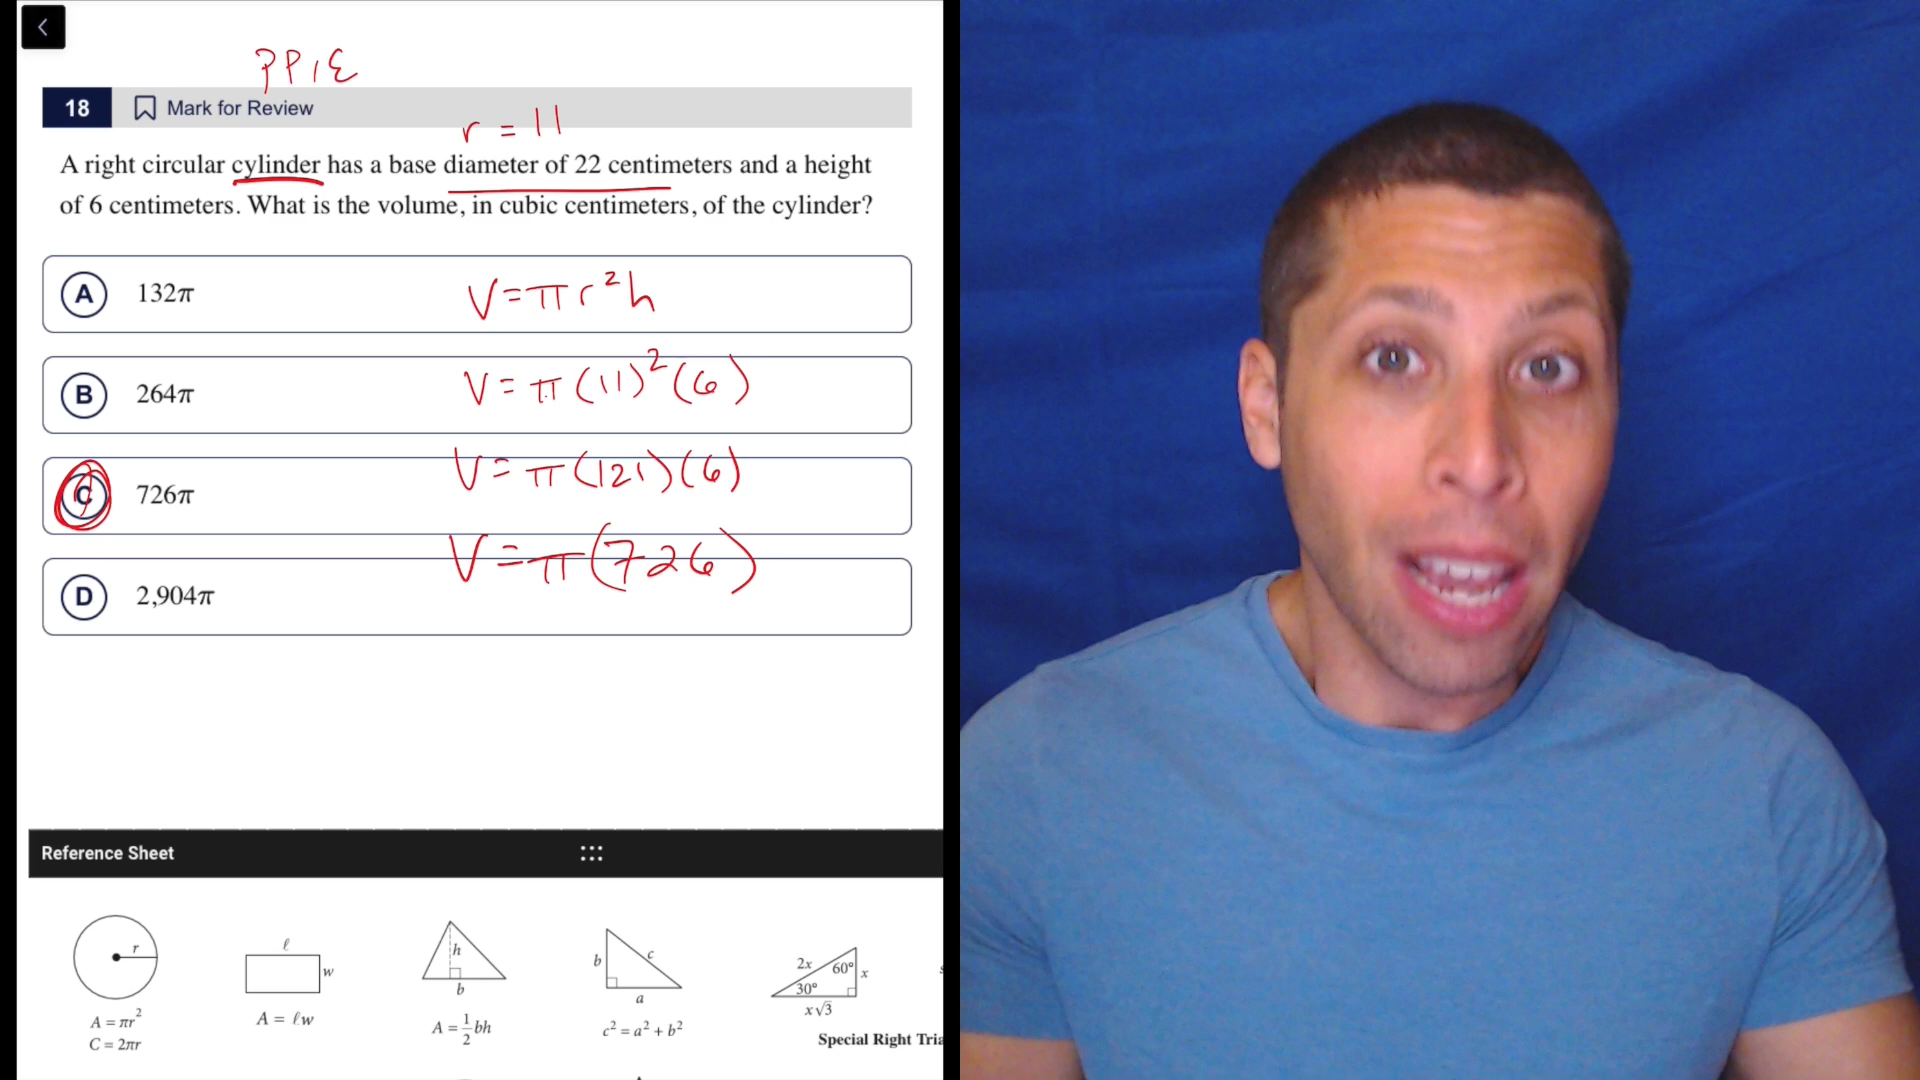 PPIE
18 Mark for Review
r = 11
A right circular cylinder has a base diameter of 22 centimeters and a height
of 6 centimeters. What is the volume, in cubic centimeters, of the cylinder?
A 132π
V=πr²h
B 264π
V=π(11)²(6)
C 726π
V=π(121)(6)
V=π(726)
D 2,904π
Reference Sheet
r
A = πr²
C = 2πr
ℓ
w
A = ℓw
h
b
A = 1/2 bh
b
c
a
c² = a² + b²
2x 60° x
30°
x√3
Special Right Tria